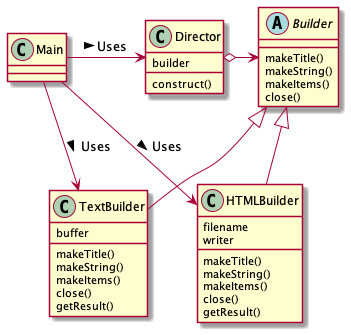 C Main
Uses
C Director
builder
construct()
A Builder
makeTitle()
makeString()
makeItems()
close()
Uses
Uses
C TextBuilder
buffer
makeTitle()
makeString()
makeItems()
close()
getResult()
C HTMLBuilder
filename
writer
makeTitle()
makeString()
makeItems()
close()
getResult()